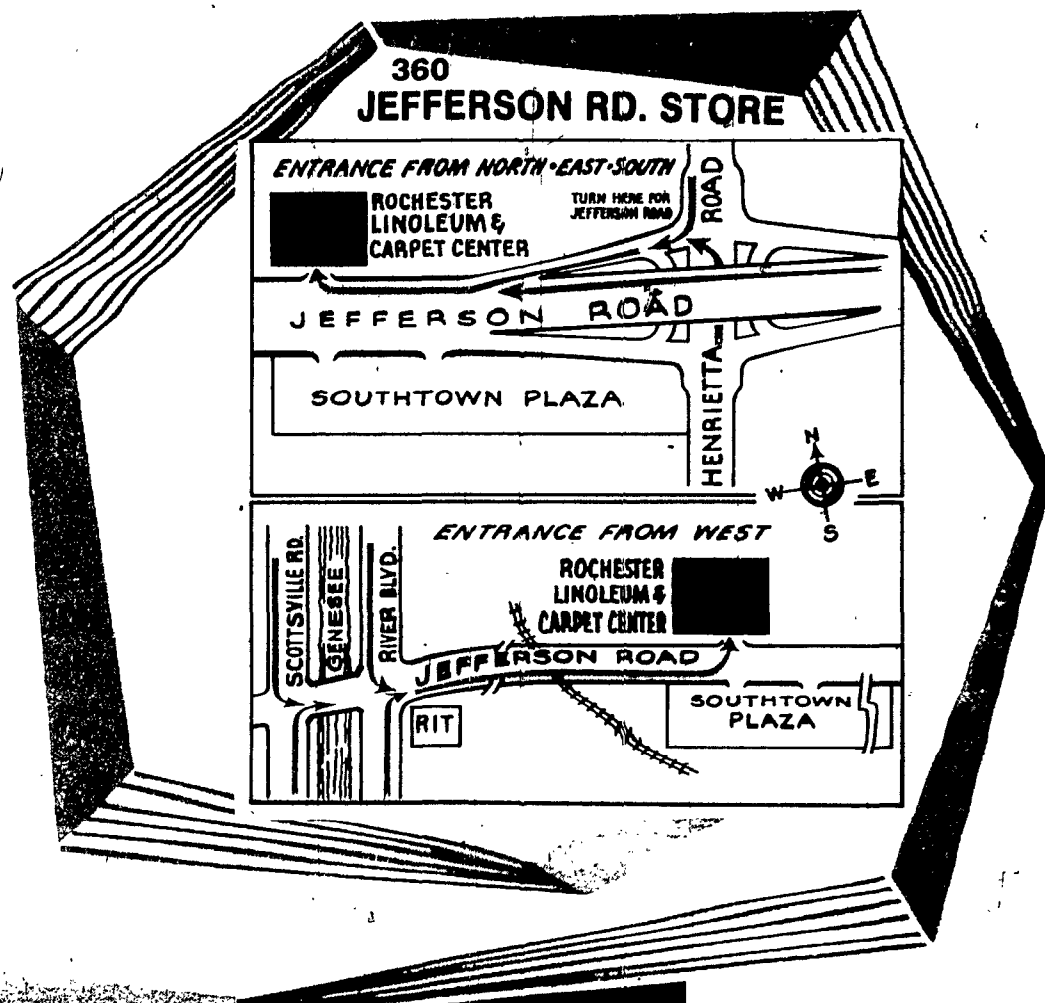 360
JEFFERSON RD. STORE
ENTRANCE FROM NORTH•EAST•SOUTH
ROCHESTER
LINOLEUM &
CARPET CENTER
TURN HERE FOR
JEFFERSON ROAD
ROAD
JEFFERSON ROAD
HENRIETTA
SOUTHTOWN PLAZA
N
W E
S
ENTRANCE FROM WEST
SCOTTSVILLE RD.
GENESEE
RIVER BLVD.
ROCHESTER
LINOLEUM &
CARPET CENTER
JEFFERSON ROAD
RIT
SOUTHTOWN
PLAZA